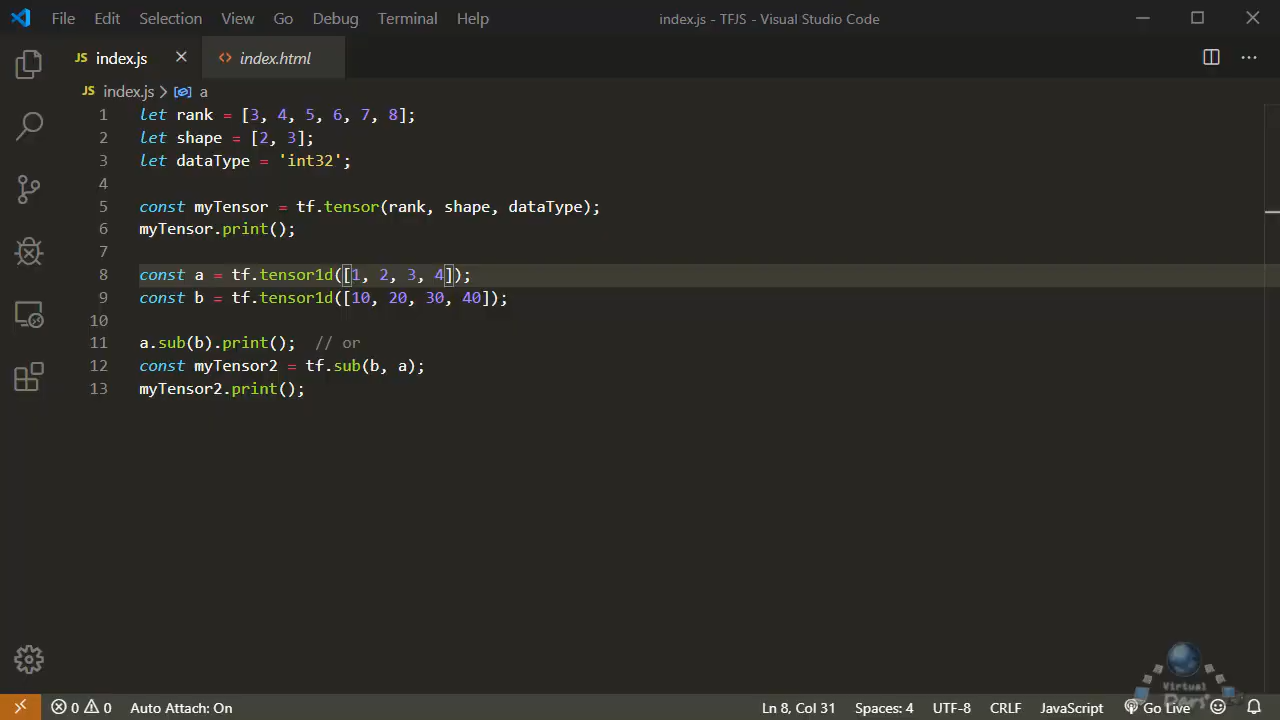 File Edit Selection View Go Debug Terminal Help index.js - TFJS - Visual Studio Code
JS index.js index.html
JS index.js > a
1 let rank = [3, 4, 5, 6, 7, 8];
2 let shape = [2, 3];
3 let dataType = 'int32';
4
5 const myTensor = tf.tensor(rank, shape, dataType);
6 myTensor.print();
7
8 const a = tf.tensor1d([1, 2, 3, 4]);
9 const b = tf.tensor1d([10, 20, 30, 40]);
10
11 a.sub(b).print(); // or
12 const myTensor2 = tf.sub(b, a);
13 myTensor2.print();
Virtual
0 0 Auto Attach: On Ln 8, Col 31 Spaces: 4 UTF-8 CRLF JavaScript Go Live